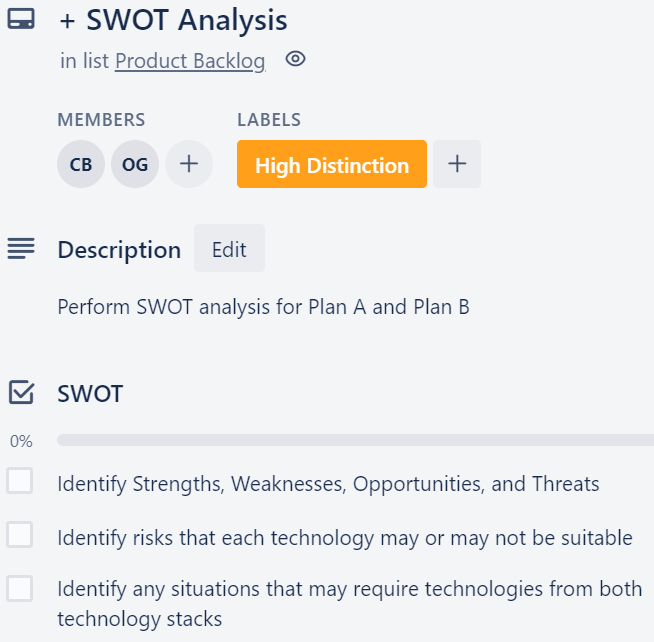 + SWOT Analysis
in list Product Backlog
MEMBERS
LABELS
CB
OG
+
High Distinction
+
Description
Edit
Perform SWOT analysis for Plan A and Plan B
SWOT
0%
Identify Strengths, Weaknesses, Opportunities, and Threats
Identify risks that each technology may or may not be suitable
Identify any situations that may require technologies from both
technology stacks